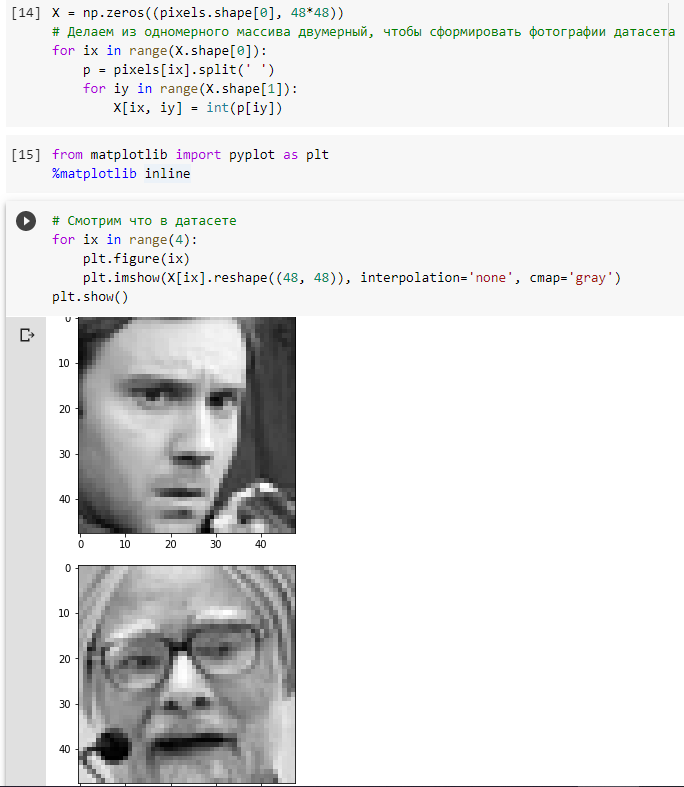 [14] X = np.zeros((pixels.shape[0], 48*48))
# Делаем из одномерного массива двумерный, чтобы сформировать фотографии датасета
for ix in range(X.shape[0]):
    p = pixels[ix].split(' ')
    for iy in range(X.shape[1]):
        X[ix, iy] = int(p[iy])
[15] from matplotlib import pyplot as plt
%matplotlib inline
# Смотрим что в датасете
for ix in range(4):
    plt.figure(ix)
    plt.imshow(X[ix].reshape((48, 48)), interpolation='none', cmap='gray')
plt.show()
0
10
20
30
40
0 10 20 30 40
0
10
20
30
40